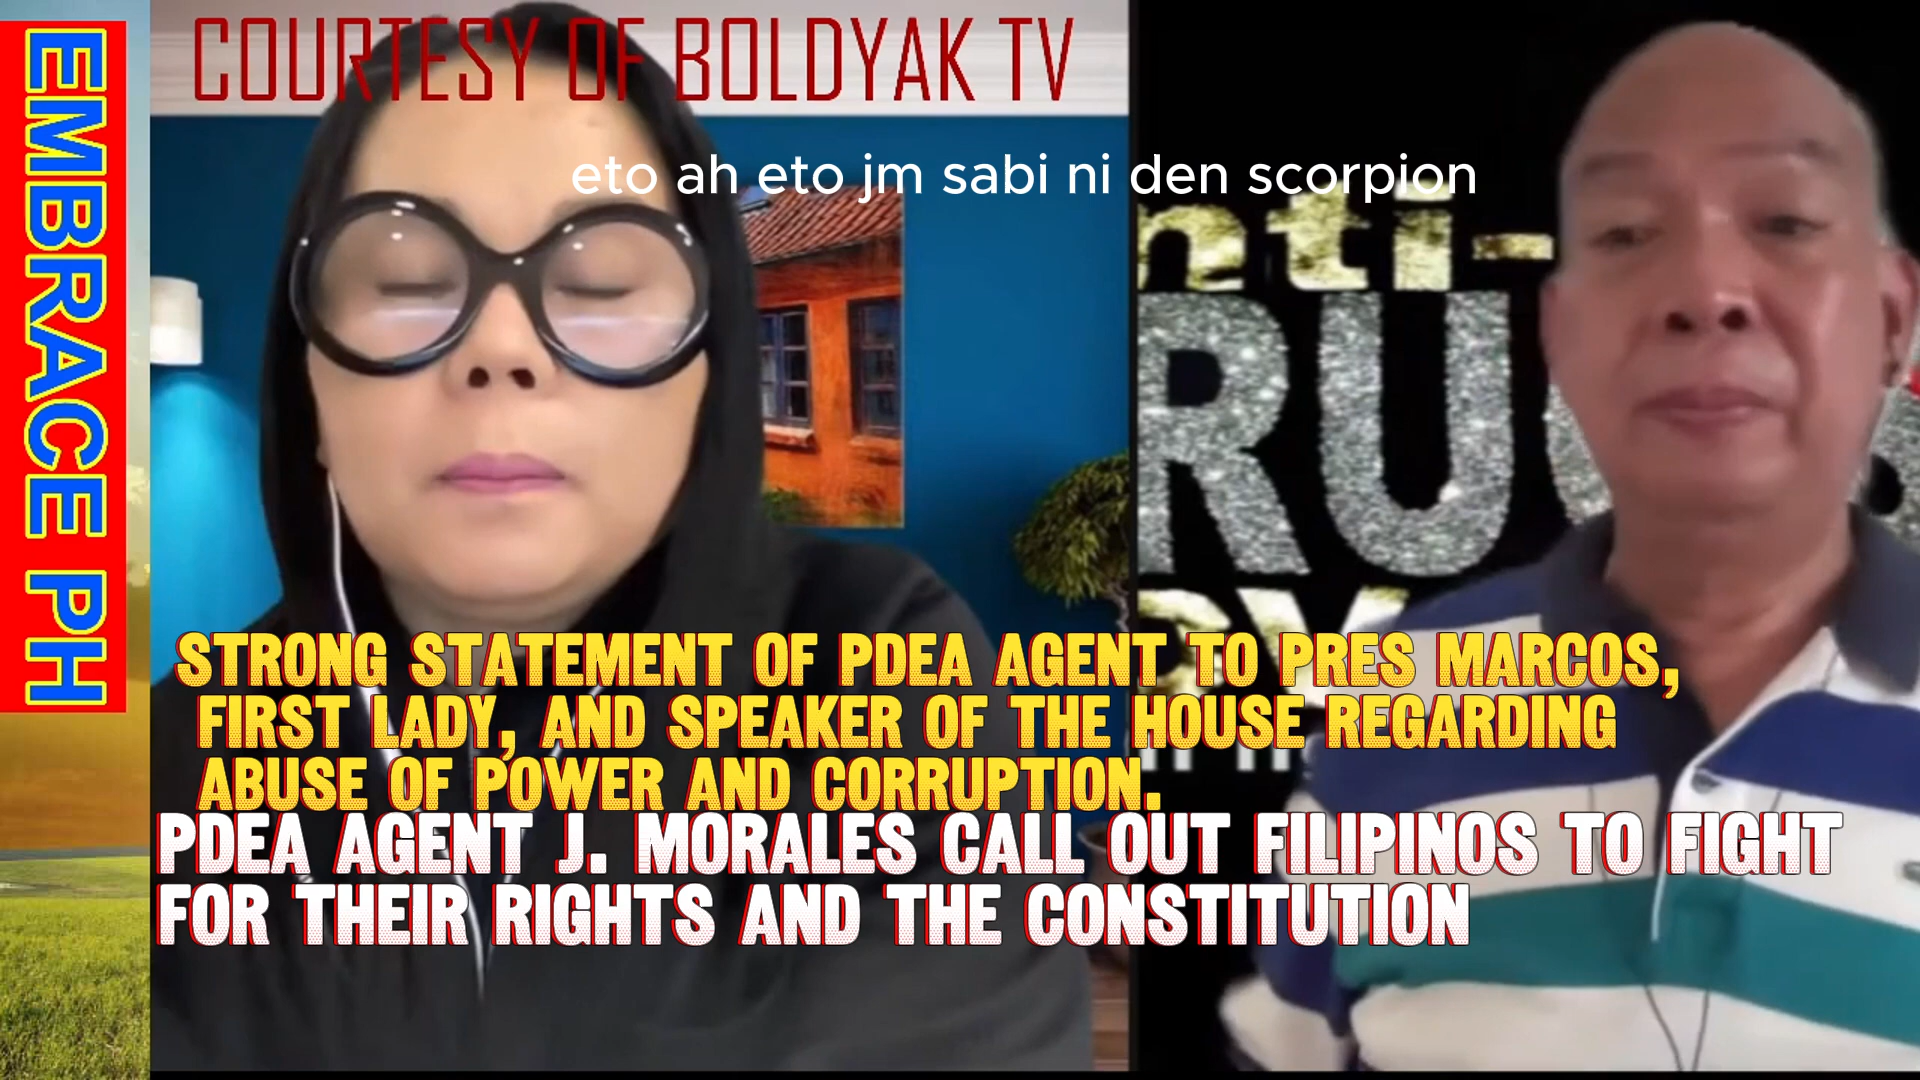 EMBRACE PH
COURTESY OF BOLDYAK TV
eto ah eto jm sabi ni den scorpion
nti-
RUG
STRONG STATEMENT OF PDEA AGENT TO PRES MARCOS,
FIRST LADY, AND SPEAKER OF THE HOUSE REGARDING
ABUSE OF POWER AND CORRUPTION.
PDEA AGENT J. MORALES CALL OUT FILIPINOS TO FIGHT
FOR THEIR RIGHTS AND THE CONSTITUTION